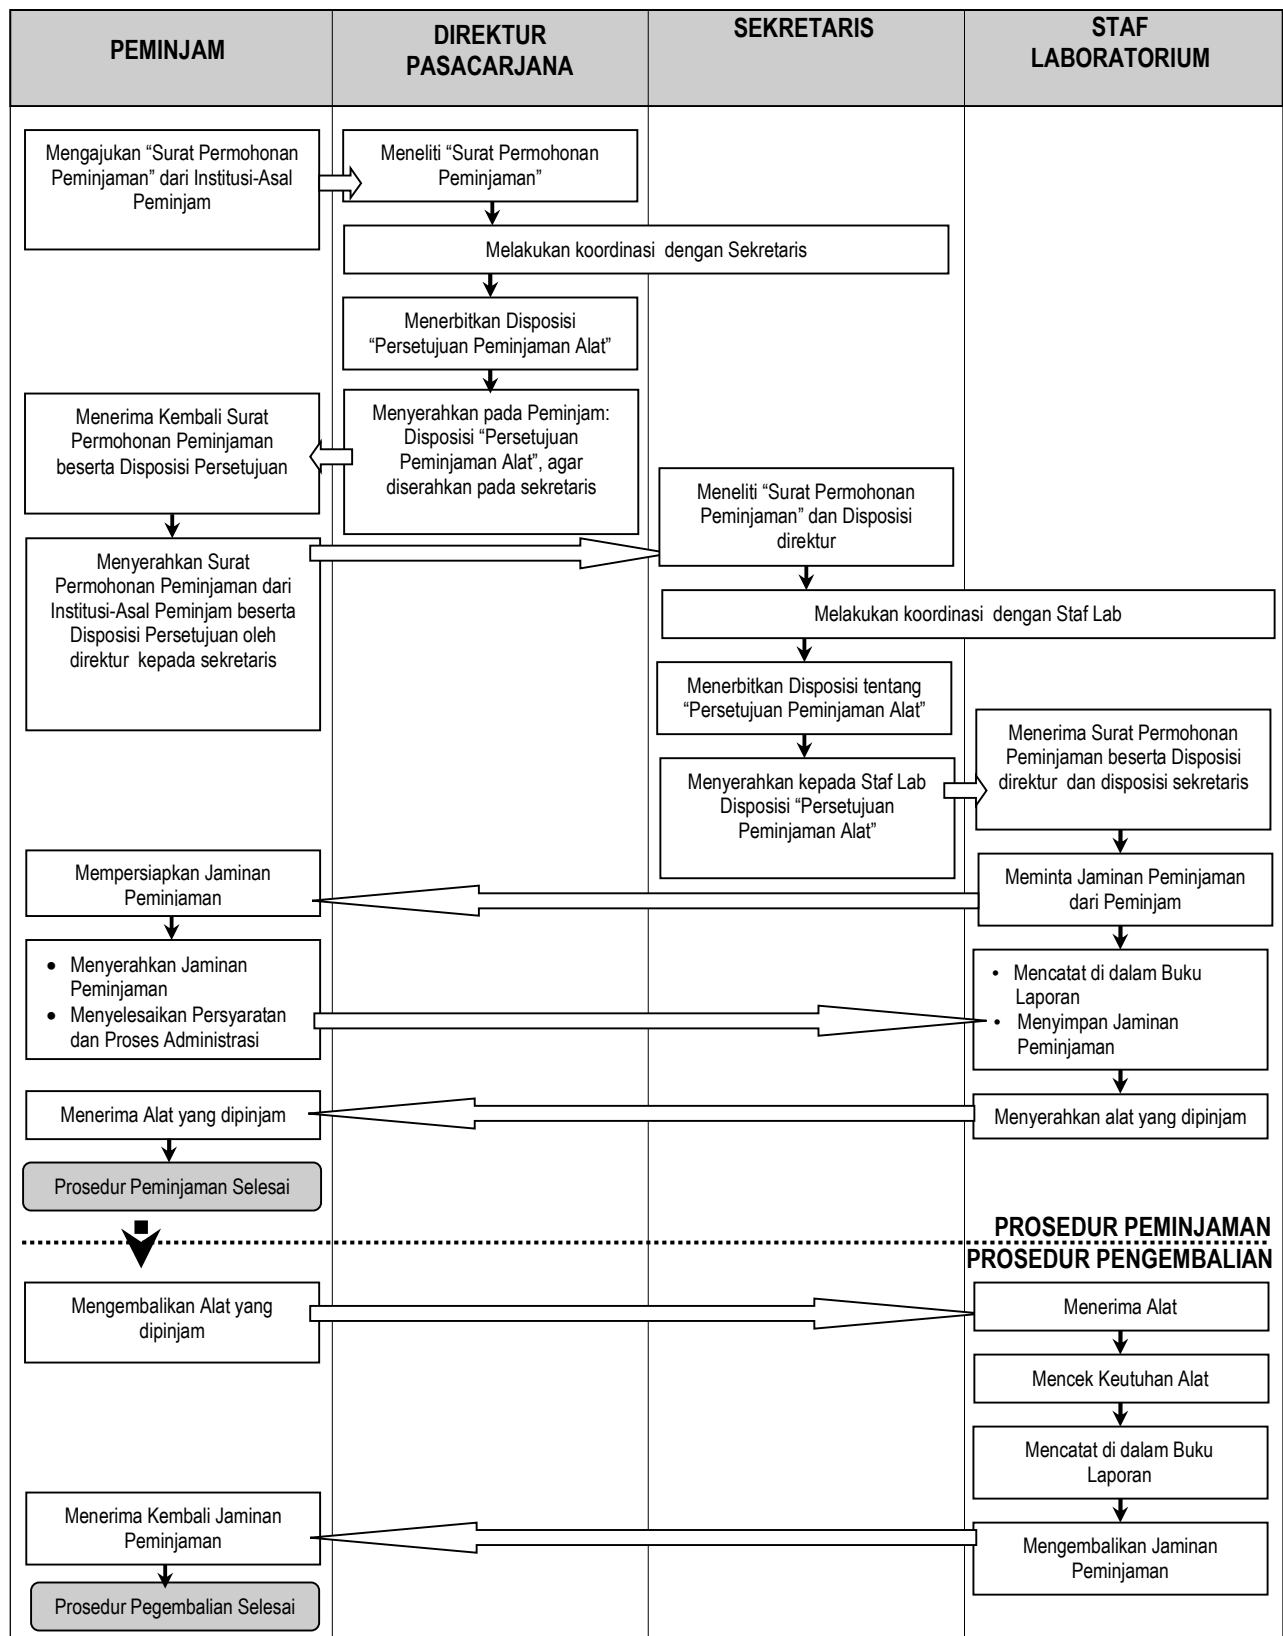 PEMINJAM
DIREKTUR
PASACARJANA
SEKRETARIS
STAF
LABORATORIUM
Mengajukan “Surat Permohonan
Peminjaman” dari Institusi-Asal
Peminjam
Meneliti “Surat Permohonan
Peminjaman”
Melakukan koordinasi dengan Sekretaris
Menerbitkan Disposisi
“Persetujuan Peminjaman Alat”
Menyerahkan pada Peminjam:
Disposisi “Persetujuan
Peminjaman Alat”, agar
diserahkan pada sekretaris
Menerima Kembali Surat
Permohonan Peminjaman
beserta Disposisi Persetujuan
Menyerahkan Surat
Permohonan Peminjaman dari
Institusi-Asal Peminjam beserta
Disposisi Persetujuan oleh
direktur kepada sekretaris
Meneliti “Surat Permohonan
Peminjaman” dan Disposisi
direktur
Melakukan koordinasi dengan Staf Lab
Menerbitkan Disposisi tentang
“Persetujuan Peminjaman Alat”
Menyerahkan kepada Staf Lab
Disposisi “Persetujuan
Peminjaman Alat”
Menerima Surat Permohonan
Peminjaman beserta Disposisi
direktur dan disposisi sekretaris
Meminta Jaminan Peminjaman
dari Peminjam
Mempersiapkan Jaminan
Peminjaman
• Menyerahkan Jaminan
Peminjaman
• Menyelesaikan Persyaratan
dan Proses Administrasi
• Mencatat di dalam Buku
Laporan
• Menyimpan Jaminan
Peminjaman
Menyerahkan alat yang dipinjam
Menerima Alat yang dipinjam
Prosedur Peminjaman Selesai
PROSEDUR PEMINJAMAN
PROSEDUR PENGEMBALIAN
Mengembalikan Alat yang
dipinjam
Menerima Alat
Mencek Keutuhan Alat
Mencatat di dalam Buku
Laporan
Mengembalikan Jaminan
Peminjaman
Menerima Kembali Jaminan
Peminjaman
Prosedur Pegembalian Selesai